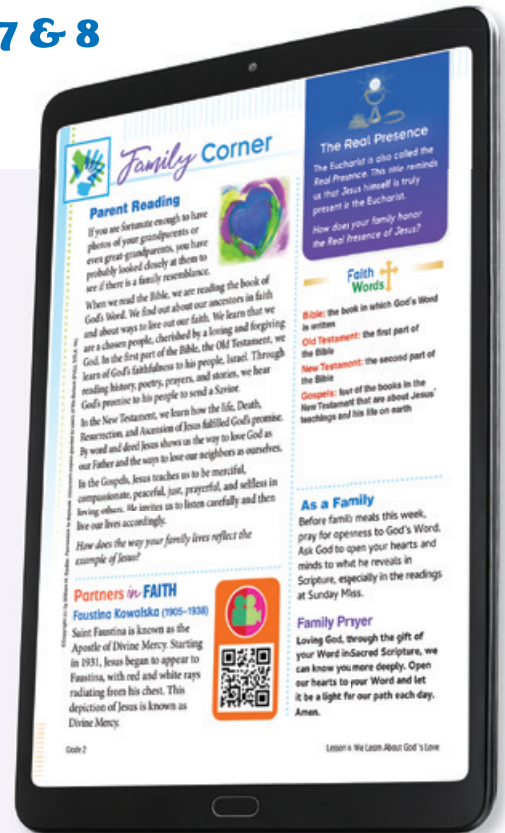 7 & 8
Family Corner
Parent Reading
If you are fortunate enough to have
photos of your grandparents or
even great-grandparents, you have
probably looked closely at them to
see if there a family resemblance.
When we read the Bible, we are reading the book of
God's Word. We find out about our ancestors in faith
and about ways to live out our faith. We learn that we
are a chosen people, cherished by a loving and forgiving
God. In the first part of the Bible, the Old Testament, we
learn of God's faithfulness to his people, Israel. Through
reading history, poetry, prayers, and stories, we hear
God's promise to his people to send a Savior.
In the New Testament, we learn how the life, Death,
Resurrection, and Ascension of Jesus fulfilled God's promise.
By word and deed Jesus shows us the way to love God as
our Father and the ways to love our neighbors as ourselves.
In the Gospels, Jesus teaches us to be merciful,
compassionate, peaceful, just, prayerful, and selfless in
loving others. He invites us to listen carefully and then
live our lives accordingly.
How does the way your family lives reflect the
example of Jesus?
Partners in FAITH
Faustina Kowalska (1905–1938)
Saint Faustina is known as the
Apostle of Divine Mercy. Starting
in 1931, Jesus began to appear to
Faustina, with red and white rays
radiating from his chest. This
depiction of Jesus is known as
Divine Mercy.
Grade 2
The Real Presence
The Eucharist is also called the
Real Presence. This title reminds
us that Jesus himself is truly
present in the Eucharist.
How does your family honor
the Real Presence of Jesus?
Faith
Words
Bible: the book in which God's Word
is written
Old Testament: the first part of
the Bible
New Testament: the second part of
the Bible
Gospels: four of the books in the
New Testament that are about Jesus'
teachings and his life on earth
As a Family
Before family meals this week,
pray for openness to God's Word.
Ask God to open your hearts and
minds to what he reveals in
Scripture, especially in the readings
at Sunday Mass.
Family Prayer
Loving God, through the gift of
your Word in Sacred Scripture, we
can know you more deeply. Open
our hearts to your Word and let
it be a light for our path each day.
Amen.
We Learn About God's Love